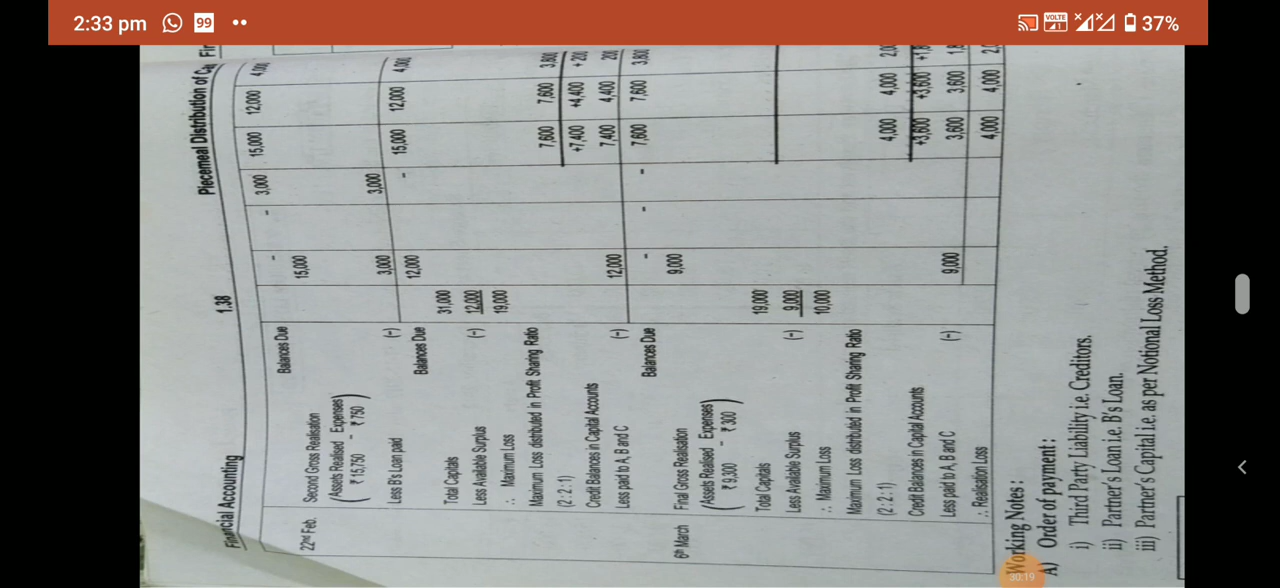 2:33 pm 99
VOLTE 37%
Financial Accounting 1.38 Piecemeal Distribution of
Balances Due - - 3,000 15,000 12,000 4,000
22nd Feb. Second Gross Realisation 15,000
(Assets Realised Expenses)
₹ 15,750 - ₹ 750
Less B's Loan paid (-) 3,000 3,000
Balances Due 12,000 - 15,000 12,000 4,000
Total Capitals 31,000
Less Available Surplus (-) 12,000
∴ Maximum Loss 19,000
Maximum Loss distributed in Profit Sharing Ratio
(2 : 2 : 1) 7,600 7,600 3,800
Credit Balances in Capital Accounts +7,400 +4,400 +200
Less paid to A, B and C (-) 12,000 7,400 4,400 200
Balances Due - - - 7,600 7,600 3,800
6th March Final Gross Realisation 9,000
(Assets Realised Expenses)
₹ 9,300 - ₹ 300
Total Capitals 19,000
Less Available Surplus (-) 9,000
∴ Maximum Loss 10,000
Maximum Loss distributed in Profit Sharing Ratio
(2 : 2 : 1) 4,000 4,000
Credit Balances in Capital Accounts +3,600 +3,600
Less paid to A, B and C (-) 9,000 3,600 3,600
∴ Realisation Loss 4,000 4,000
Working Notes :
A) Order of payment :
i) Third Party Liability i.e. Creditors.
ii) Partner's Loan i.e. B's Loan.
iii) Partner's Capital i.e. as per Notional Loss Method.
30:19